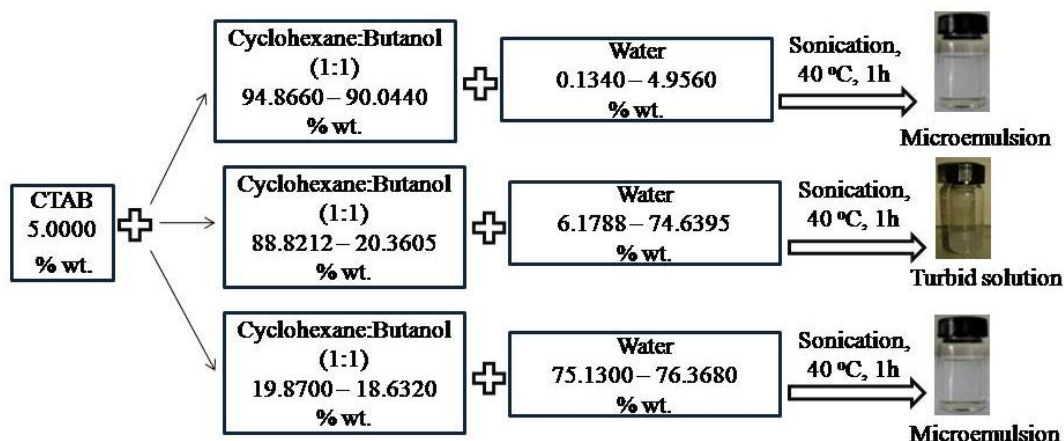 CTAB
5.0000
% wt.
Cyclohexane:Butanol
(1:1)
94.8660 – 90.0440
% wt.
Water
0.1340 – 4.9560
% wt.
Sonication,
40 ºC, 1h
Microemulsion
Cyclohexane:Butanol
(1:1)
88.8212 – 20.3605
% wt.
Water
6.1788 – 74.6395
% wt.
Sonication,
40 ºC, 1h
Turbid solution
Cyclohexane:Butanol
(1:1)
19.8700 – 18.6320
% wt.
Water
75.1300 – 76.3680
% wt.
Sonication,
40 ºC, 1h
Microemulsion